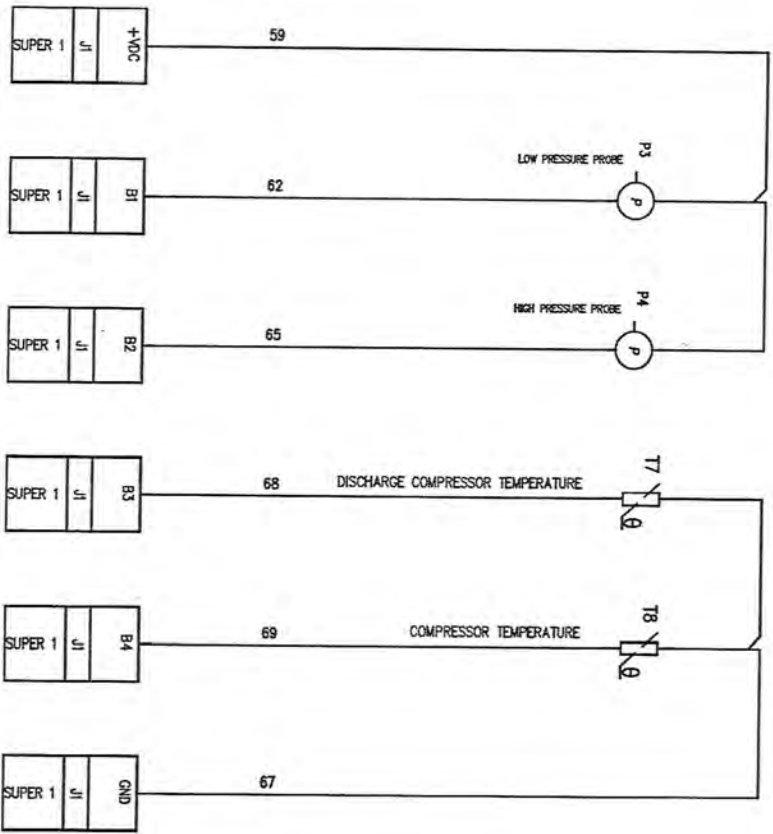 SUPER 1 J1 +VDC 59
LOW PRESSURE PROBE P3
SUPER 1 J1 B1 62 P
HIGH PRESSURE PROBE P4
SUPER 1 J1 B2 65 P
SUPER 1 J1 B3 68 DISCHARGE COMPRESSOR TEMPERATURE T7
θ
SUPER 1 J1 B4 69 COMPRESSOR TEMPERATURE T8
θ
SUPER 1 J1 GND 67